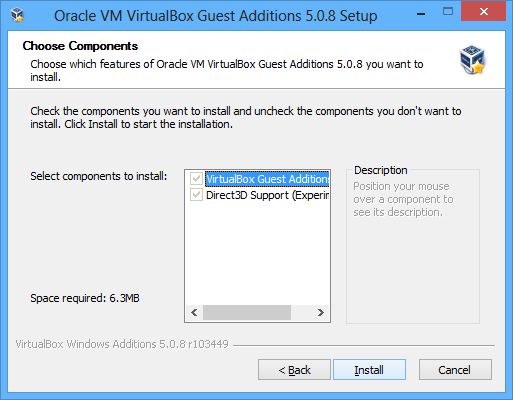 Oracle VM VirtualBox Guest Additions 5.0.8 Setup
Choose Components
Choose which features of Oracle VM VirtualBox Guest Additions 5.0.8 you want to
install.
Check the components you want to install and uncheck the components you don't want to
install. Click Install to start the installation.
Select components to install:
VirtualBox Guest Additions
Direct3D Support (Experin
Description
Position your mouse
over a component to
see its description.
Space required: 6.3MB
VirtualBox Windows Additions 5.0.8 r103449
< Back
Install
Cancel